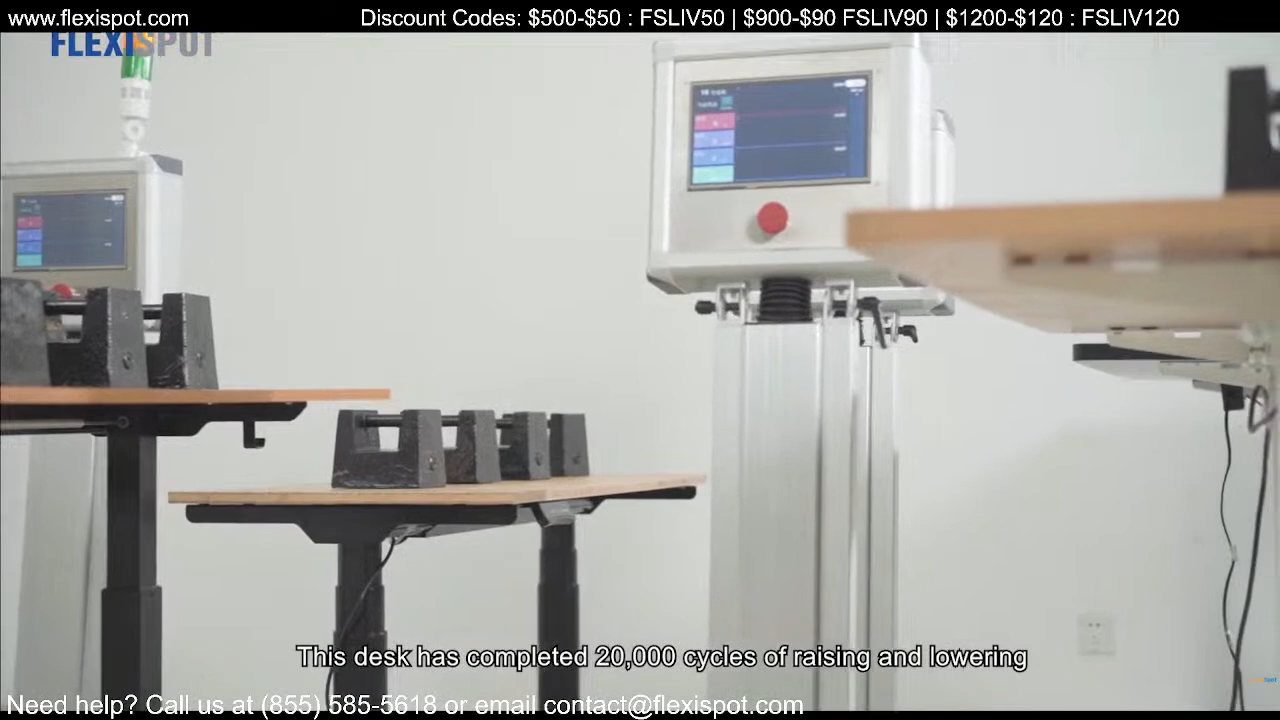 www.flexispot.com
Discount Codes: $500-$50 : FSLIV50 | $900-$90 FSLIV90 | $1200-$120 : FSLIV120
FLEXISPOT
This desk has completed 20,000 cycles of raising and lowering
Need help? Call us at (855) 585-5618 or email contact@flexispot.com